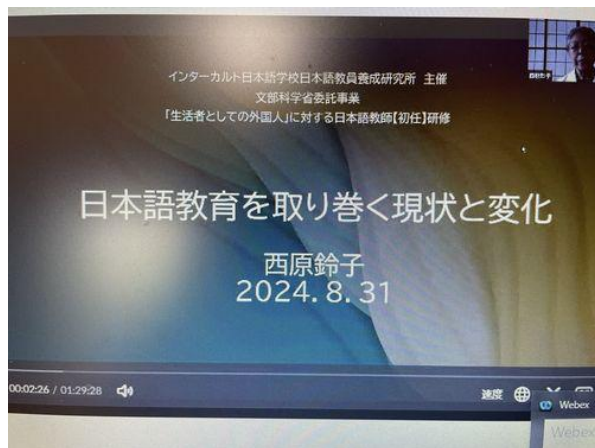 インターカルト日本語学校日本語教員養成研究所 主催
文部科学省委託事業
「生活者としての外国人」に対する日本語教師【初任】研修
日本語教育を取り巻く現状と変化
西原鈴子
2024.8.31
00:02:26 / 01:29:28
速度
Webex
Webex